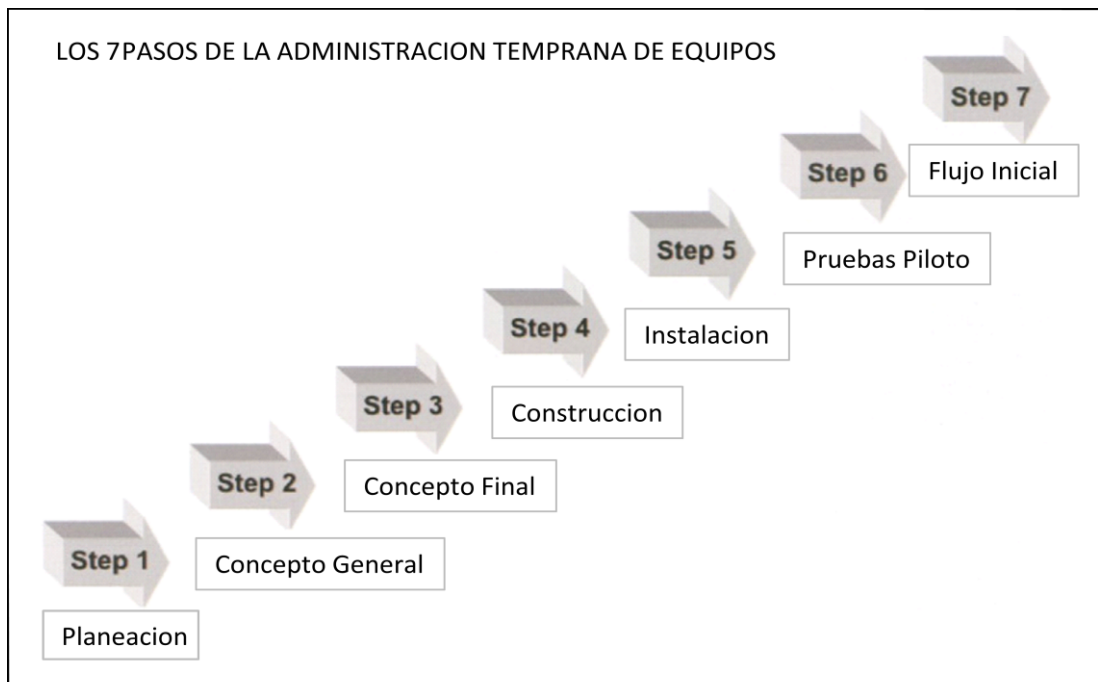 LOS 7PASOS DE LA ADMINISTRACION TEMPRANA DE EQUIPOS
Step 1
Planeacion
Step 2
Concepto General
Step 3
Concepto Final
Step 4
Construccion
Step 5
Instalacion
Step 6
Pruebas Piloto
Step 7
Flujo Inicial